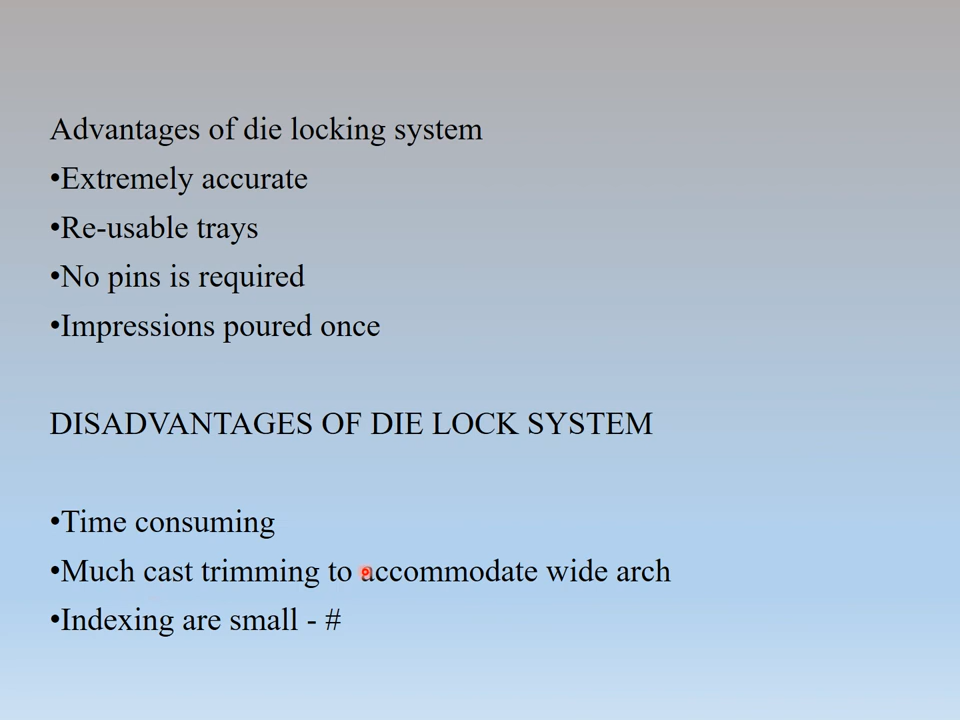 Advantages of die locking system
•Extremely accurate
•Re-usable trays
•No pins is required
•Impressions poured once
DISADVANTAGES OF DIE LOCK SYSTEM
•Time consuming
•Much cast trimming to accommodate wide arch
•Indexing are small - #